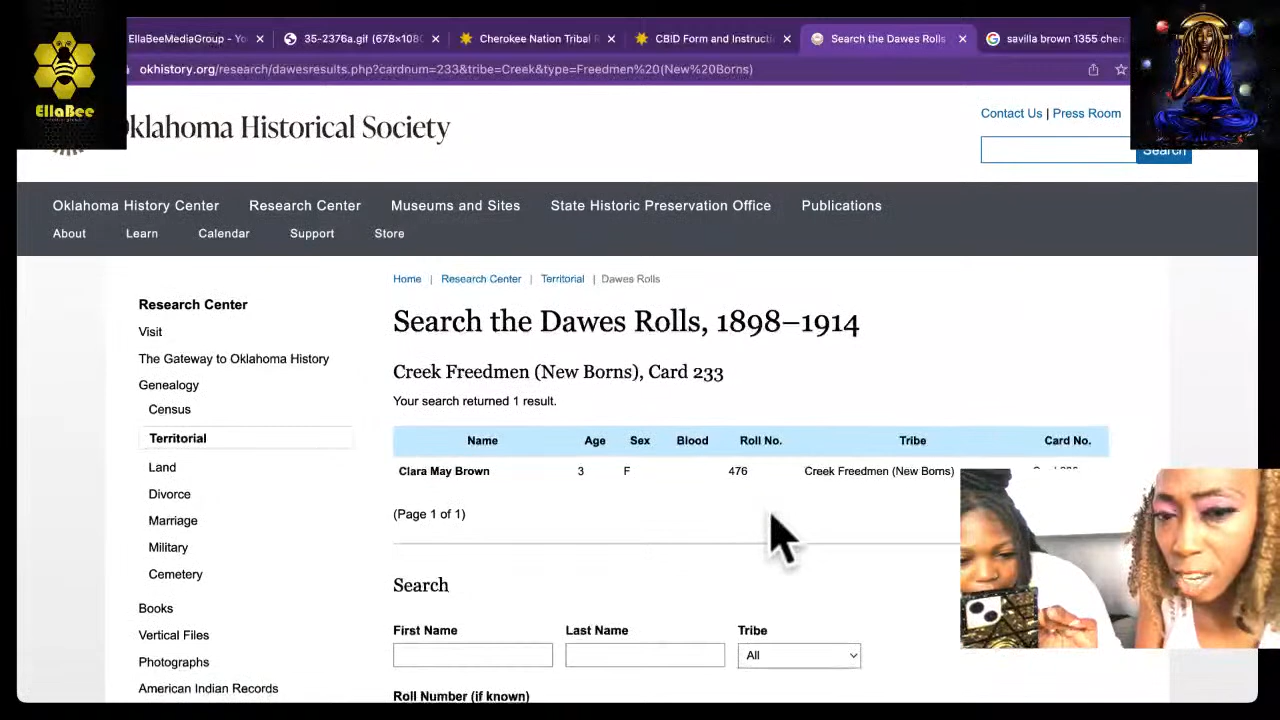 EllaBeeMediaGroup - Yo
35-2376a.gif (678×1080
Cherokee Nation Tribal R
CBID Form and Instructi
Search the Dawes Rolls
savilla brown 1355 cher
okhistory.org/research/dawesresults.php?cardnum=233&tribe=Creek&type=Freedmen%20(New%20Borns)
EllaBee
Oklahoma Historical Society
Contact Us | Press Room
Search
Oklahoma History Center
Research Center
Museums and Sites
State Historic Preservation Office
Publications
About
Learn
Calendar
Support
Store
Home | Research Center | Territorial | Dawes Rolls
Research Center
Visit
The Gateway to Oklahoma History
Genealogy
Census
Territorial
Land
Divorce
Marriage
Military
Cemetery
Books
Vertical Files
Photographs
American Indian Records
Search the Dawes Rolls, 1898–1914
Creek Freedmen (New Borns), Card 233
Your search returned 1 result.
Name Age Sex Blood Roll No. Tribe Card No.
Clara May Brown 3 F 476 Creek Freedmen (New Borns)
(Page 1 of 1)
Search
First Name Last Name Tribe
All
Roll Number (if known)